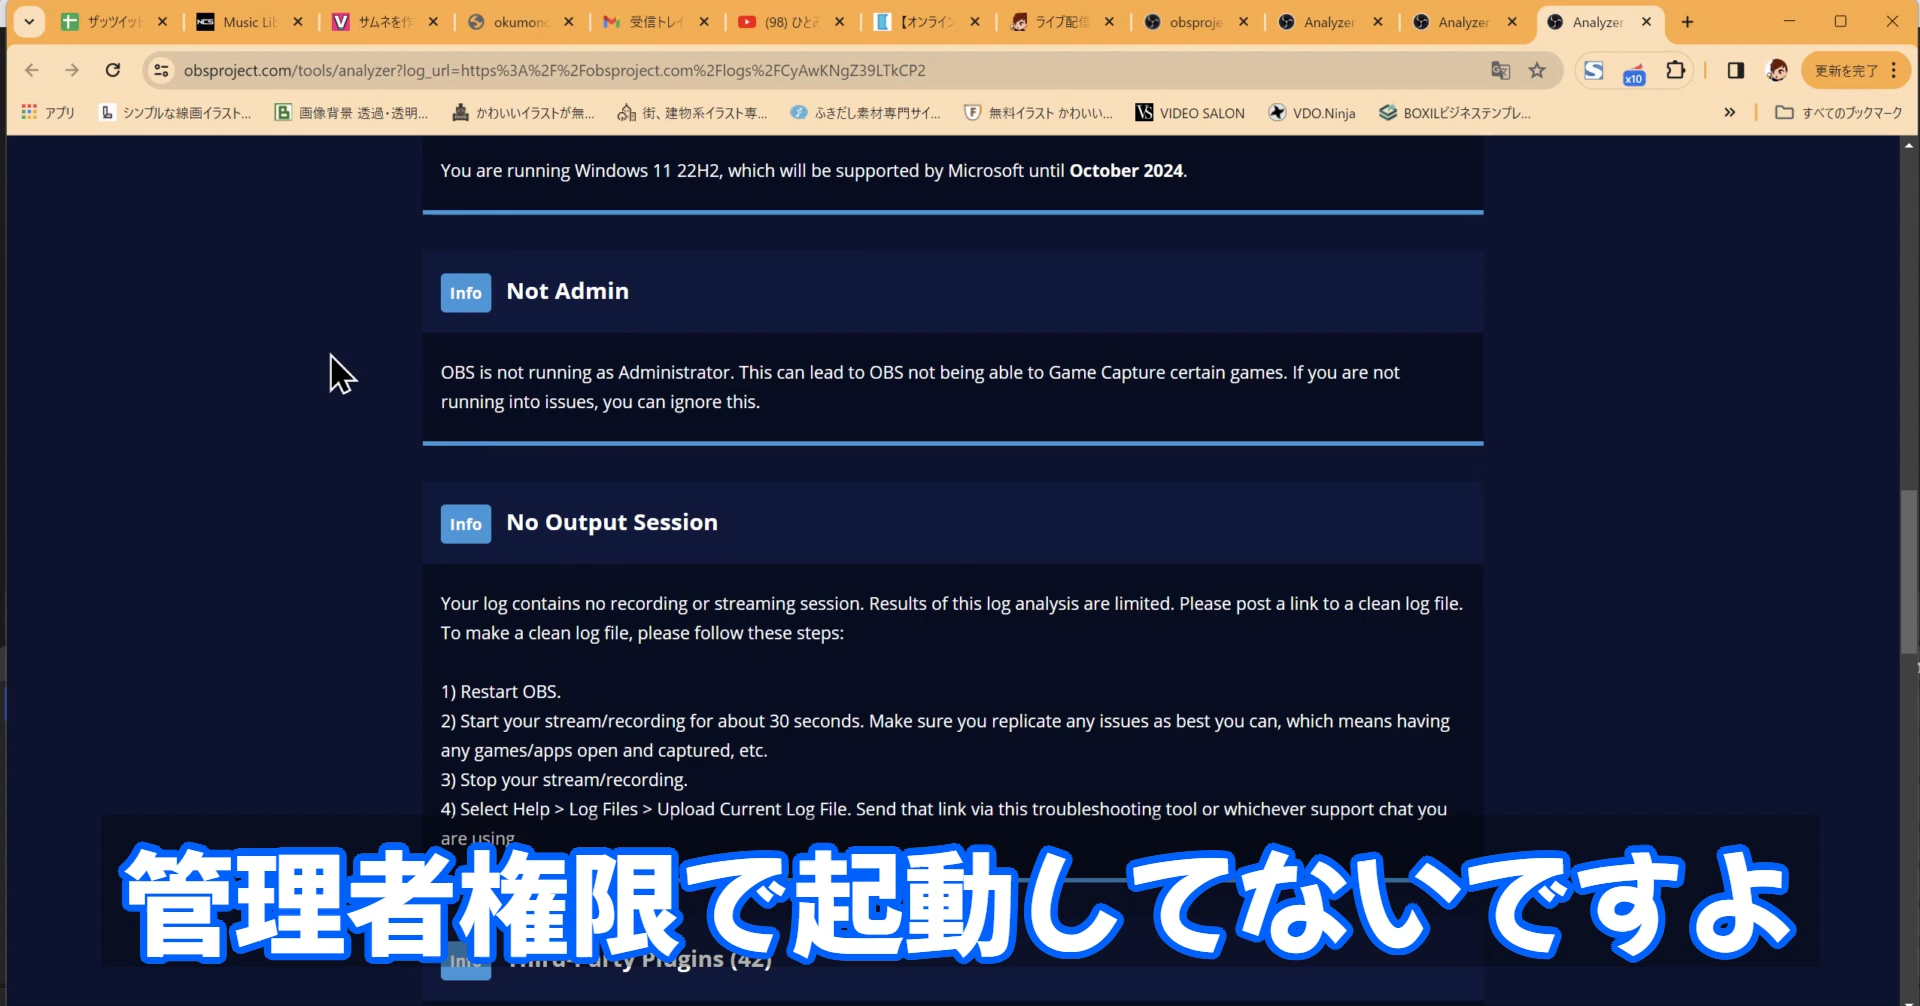 ザッツイット
Music Lib
サムネを作
okumono
受信トレイ
(98) ひとみ
【オンライン
ライブ配信
obsproje
Analyzer
Analyzer
Analyzer
obsproject.com/tools/analyzer?log_url=https%3A%2F%2Fobsproject.com%2Flogs%2FCyAwKNgZ39LTkCP2
x10
更新を完了
アプリ
シンプルな線画イラスト...
画像背景 透過・透明...
かわいいイラストが無...
街、建物系イラスト専...
ふきだし素材専門サイ...
無料イラスト かわいい...
VIDEO SALON
VDO.Ninja
BOXILビジネステンプレ...
»
すべてのブックマーク
You are running Windows 11 22H2, which will be supported by Microsoft until October 2024.
Info Not Admin
OBS is not running as Administrator. This can lead to OBS not being able to Game Capture certain games. If you are not
running into issues, you can ignore this.
Info No Output Session
Your log contains no recording or streaming session. Results of this log analysis are limited. Please post a link to a clean log file.
To make a clean log file, please follow these steps:
1) Restart OBS.
2) Start your stream/recording for about 30 seconds. Make sure you replicate any issues as best you can, which means having
any games/apps open and captured, etc.
3) Stop your stream/recording.
4) Select Help > Log Files > Upload Current Log File. Send that link via this troubleshooting tool or whichever support chat you
are using.
管理者権限で起動してないですよ
Info Third-Party Plugins (42)